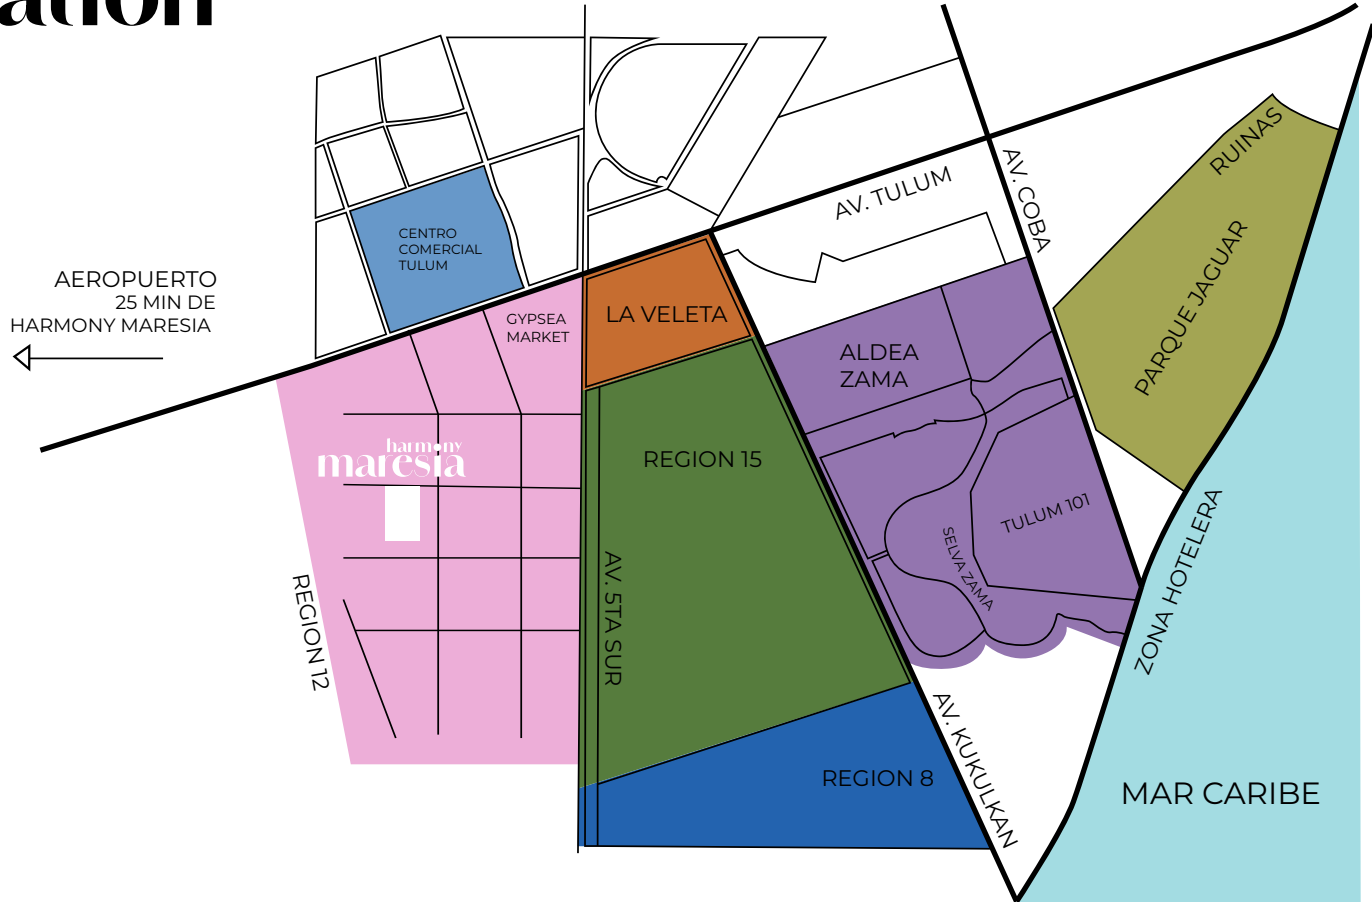 ation
CENTRO
COMERCIAL
TULUM
AEROPUERTO
25 MIN DE
HARMONY MARESIA
GYPSEA
MARKET
LA VELETA
AV. TULUM
AV. COBA
RUINAS
PARQUE JAGUAR
ALDEA
ZAMA
harmony
maresia
REGION 15
TULUM 101
SELVA ZAMA
ZONA HOTELERA
REGION 12
AV. 5TA SUR
AV. KUKULKAN
REGION 8
MAR CARIBE